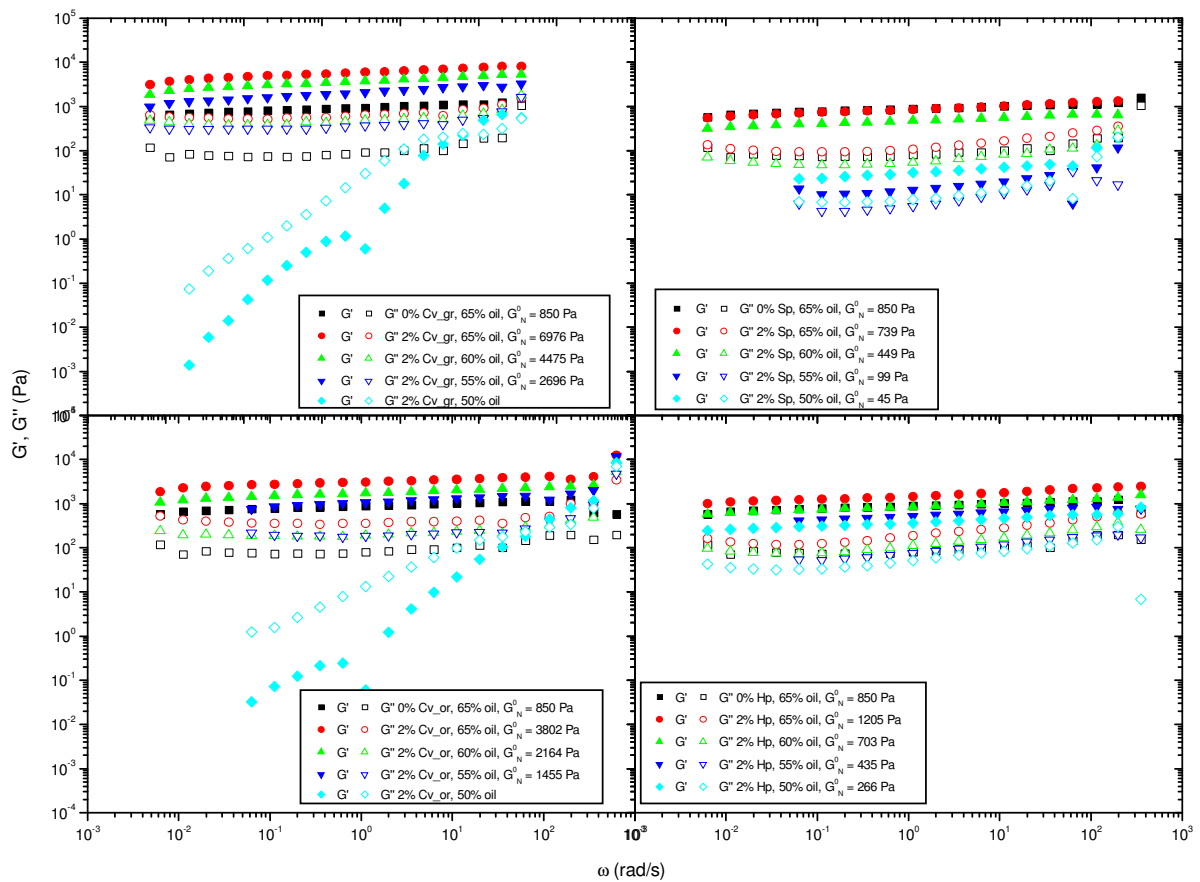 10^5
10^4
10^3
10^2
10^1
10^0
10^-1
10^-2
10^-3
G' G'' 0% Cv_gr, 65% oil, G^0_N = 850 Pa
G' G'' 2% Cv_gr, 65% oil, G^0_N = 6976 Pa
G' G'' 2% Cv_gr, 60% oil, G^0_N = 4475 Pa
G' G'' 2% Cv_gr, 55% oil, G^0_N = 2696 Pa
G' G'' 2% Cv_gr, 50% oil
G' G'' 0% Sp, 65% oil, G^0_N = 850 Pa
G' G'' 2% Sp, 65% oil, G^0_N = 739 Pa
G' G'' 2% Sp, 60% oil, G^0_N = 449 Pa
G' G'' 2% Sp, 55% oil, G^0_N = 99 Pa
G' G'' 2% Sp, 50% oil, G^0_N = 45 Pa
G', G'' (Pa)
10^4
10^3
10^2
10^1
10^0
10^-1
10^-2
10^-3
10^-4
G' G'' 0% Cv_or, 65% oil, G^0_N = 850 Pa
G' G'' 2% Cv_or, 65% oil, G^0_N = 3802 Pa
G' G'' 2% Cv_or, 60% oil, G^0_N = 2164 Pa
G' G'' 2% Cv_or, 55% oil, G^0_N = 1455 Pa
G' G'' 2% Cv_or, 50% oil
G' G'' 0% Hp, 65% oil, G^0_N = 850 Pa
G' G'' 2% Hp, 65% oil, G^0_N = 1205 Pa
G' G'' 2% Hp, 60% oil, G^0_N = 703 Pa
G' G'' 2% Hp, 55% oil, G^0_N = 435 Pa
G' G'' 2% Hp, 50% oil, G^0_N = 266 Pa
10^-3 10^-2 10^-1 10^0 10^1 10^2 10^-2 10^-1 10^0 10^1 10^2 10^3
ω (rad/s)